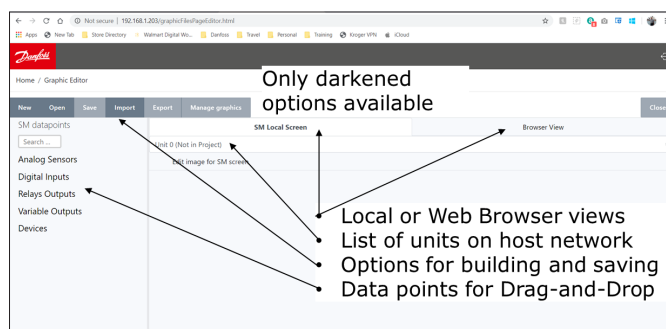 Not secure | 192.168.1.203/graphicFilesPageEditor.html
Apps New Tab Store Directory Walmart Digital Wo... Danfoss Travel Personal Training Kroger VPN iCloud
Danfoss
Home / Graphic Editor
Only darkened
options available
New Open Save Import Export Manage graphics Close
SM datapoints
SM Local Screen Browser View
Search ...
Unit 0 (Not in Project)
Edit image for SM screen
Analog Sensors
Digital Inputs
Relays Outputs
Variable Outputs
Devices
• Local or Web Browser views
• List of units on host network
• Options for building and saving
• Data points for Drag-and-Drop